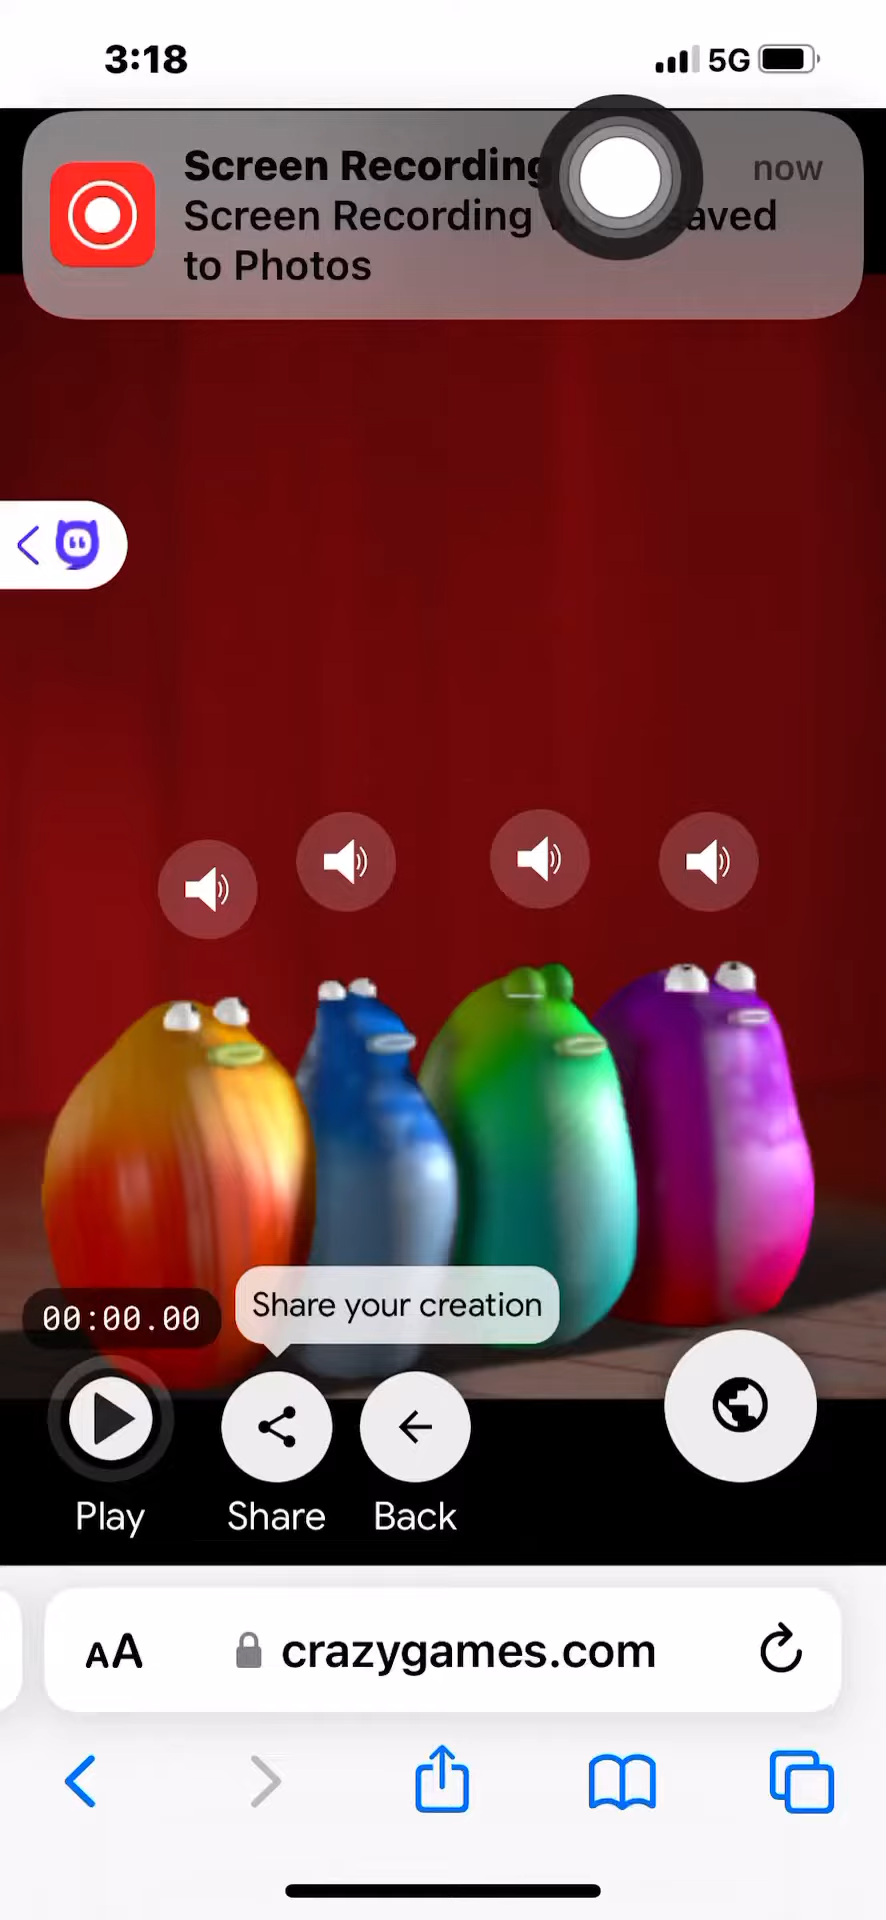 3:18
5G
Screen Recording
now
Screen Recording saved
to Photos
Share your creation
00:00.00
Play
Share
Back
AA
crazygames.com